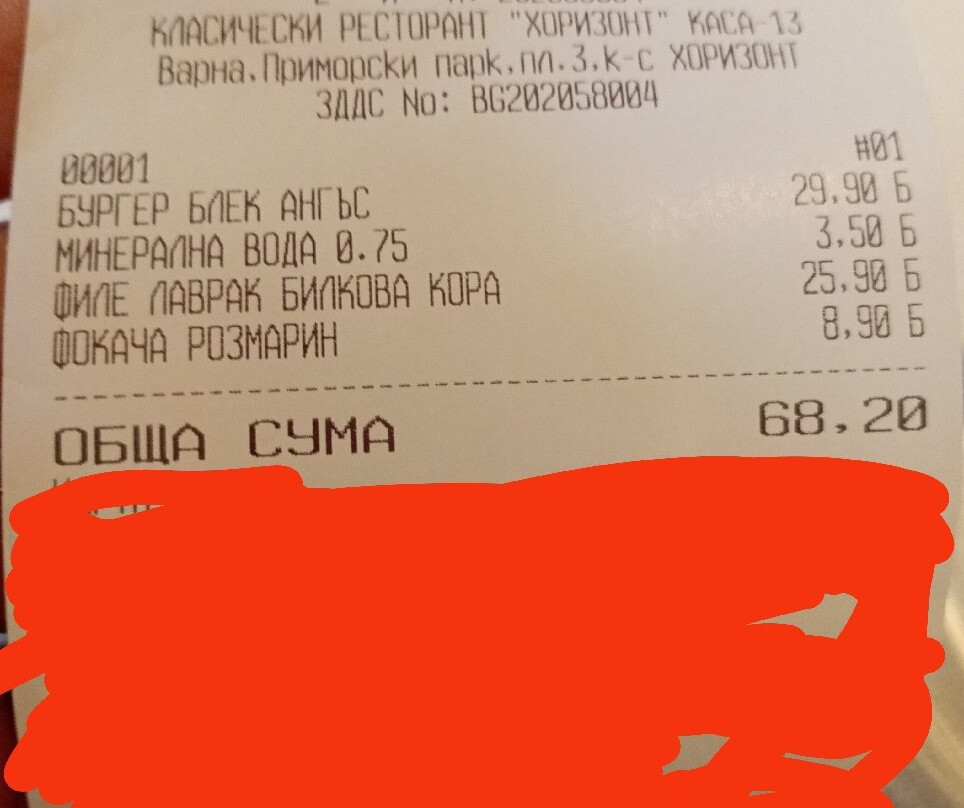 КЛАСИЧЕСКИ РЕСТОРАНТ "ХОРИЗОНТ" КАСА-13
Варна.Приморски парк.пл.3.к-с ХОРИЗОНТ
ЗДДС No: BG202058004
00001 #01
БУРГЕР БЛЕК АНГЪС 29,90 Б
МИНЕРАЛНА ВОДА 0.75 3,50 Б
ФИЛЕ ЛАВРАК БИЛКОВА КОРА 25,90 Б
ФОКАЧА РОЗМАРИН 8,90 Б
ОБЩА СУМА 68,20